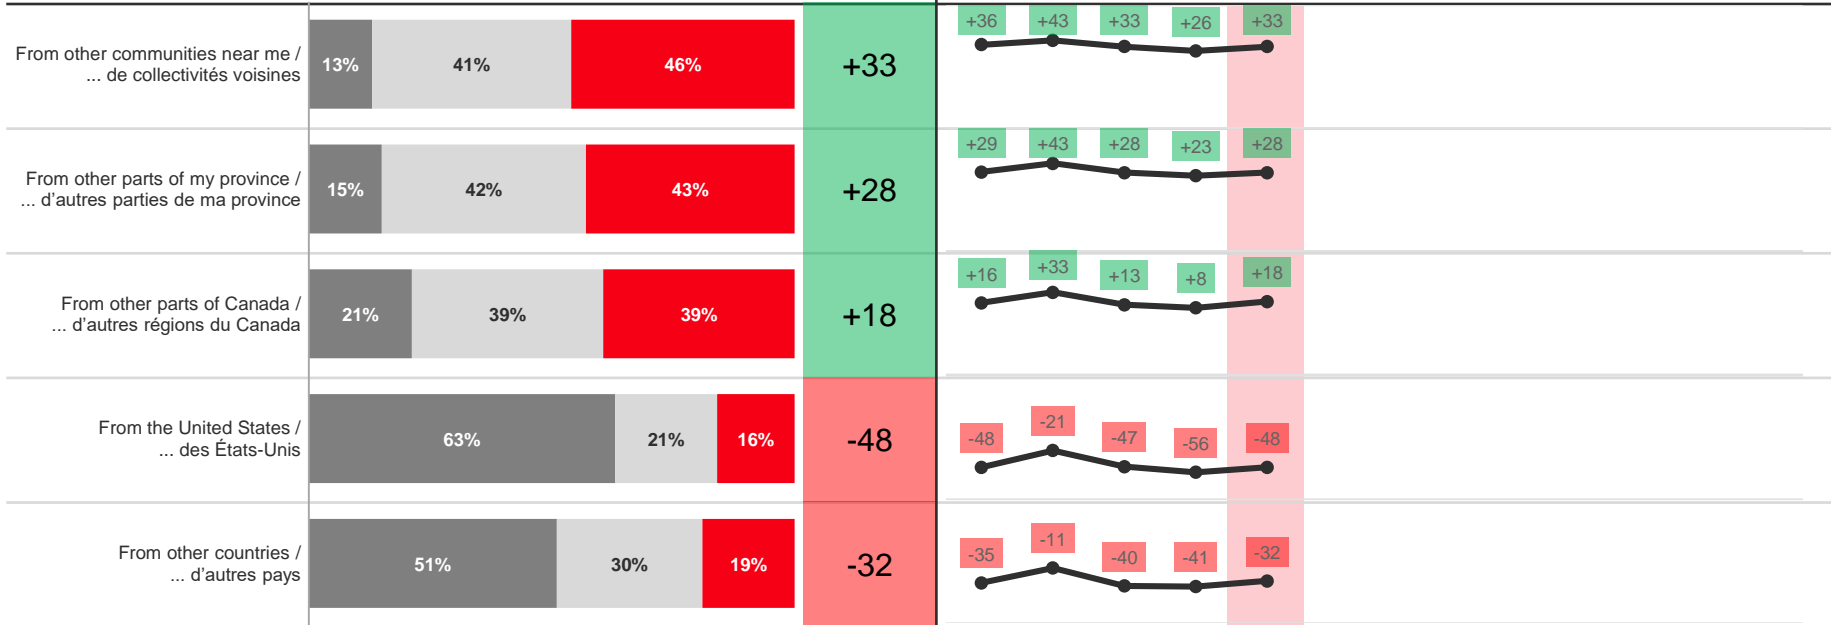 From other communities near me /
... de collectivités voisines
13% 41% 46% +33 +36 +43 +33 +26 +33
From other parts of my province /
... d'autres parties de ma province
15% 42% 43% +28 +29 +43 +28 +23 +28
From other parts of Canada /
... d'autres régions du Canada
21% 39% 39% +18 +16 +33 +13 +8 +18
From the United States /
... des États-Unis
63% 21% 16% -48 -48 -21 -47 -56 -48
From other countries /
... d'autres pays
51% 30% 19% -32 -35 -11 -40 -41 -32